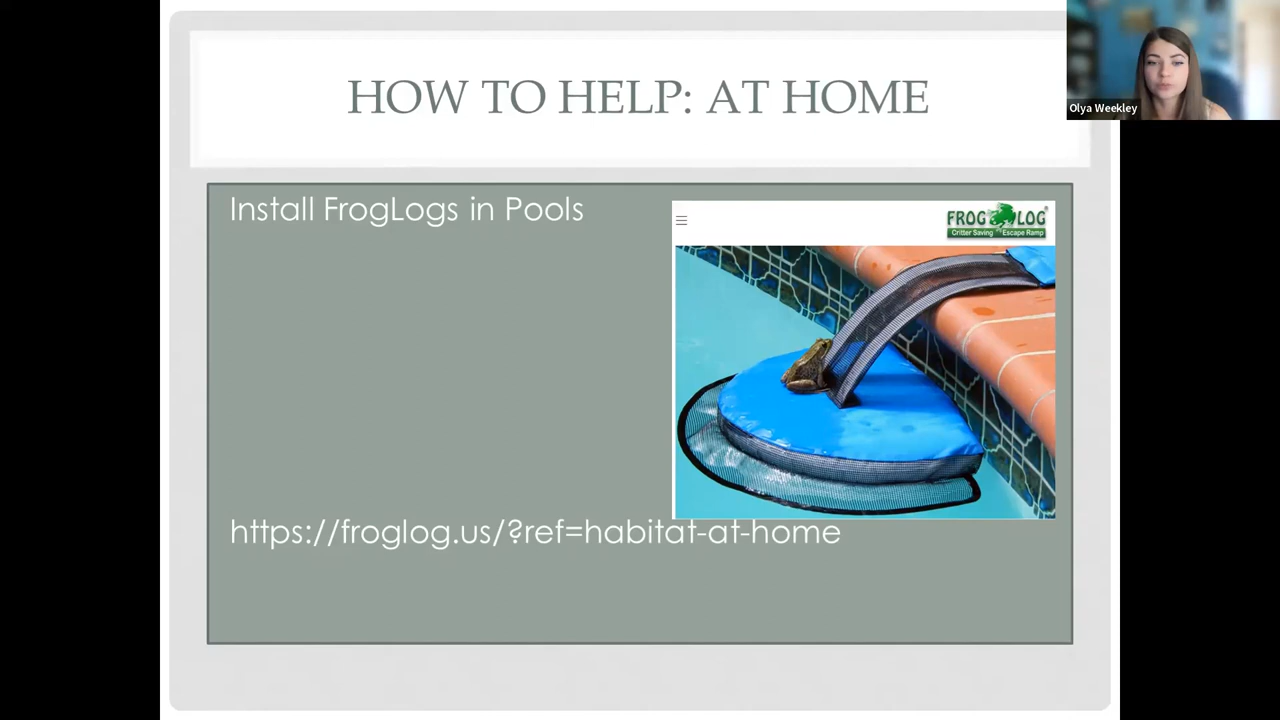 HOW TO HELP: AT HOME
Olya Weekley
Install FrogLogs in Pools
FROG LOG®
Critter Saving Escape Ramp
https://froglog.us/?ref=habitat-at-home